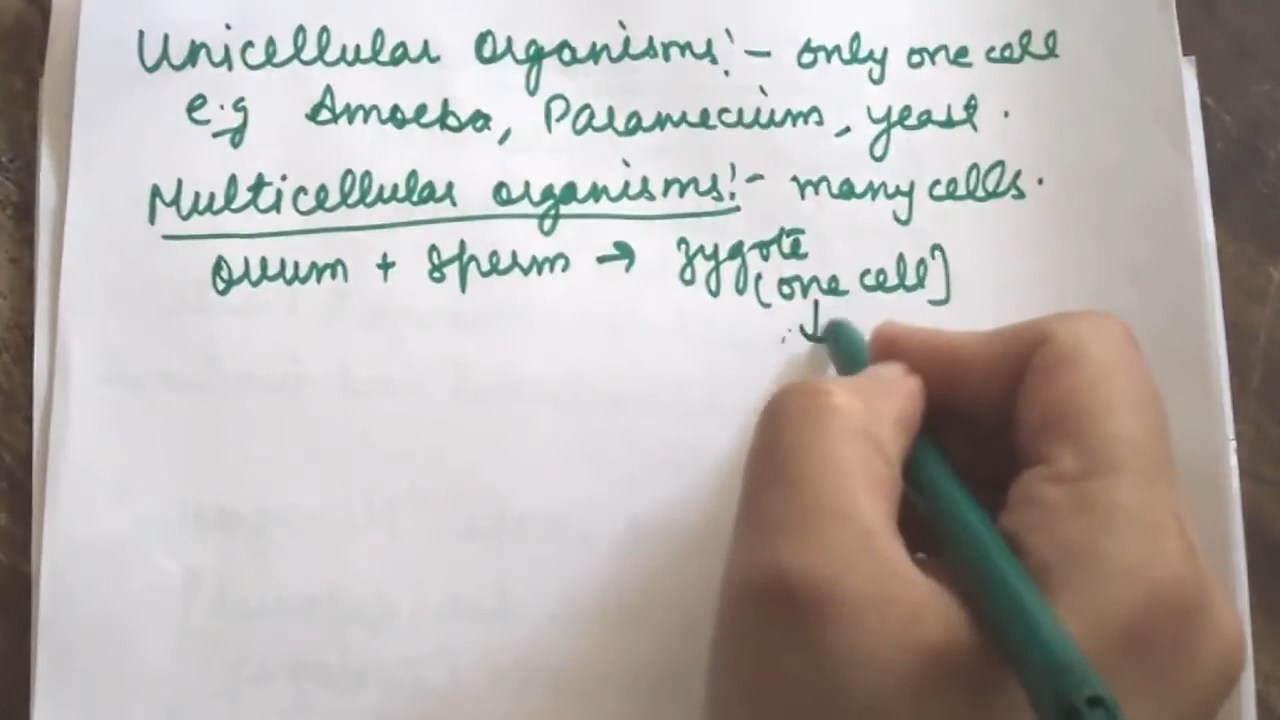 Unicellular organisms:- only one cell
e.g Amoeba, Paramecium, yeast.
Multicellular organisms:- many cells.
Ovum + Sperm → zygote
(one cell]
↓